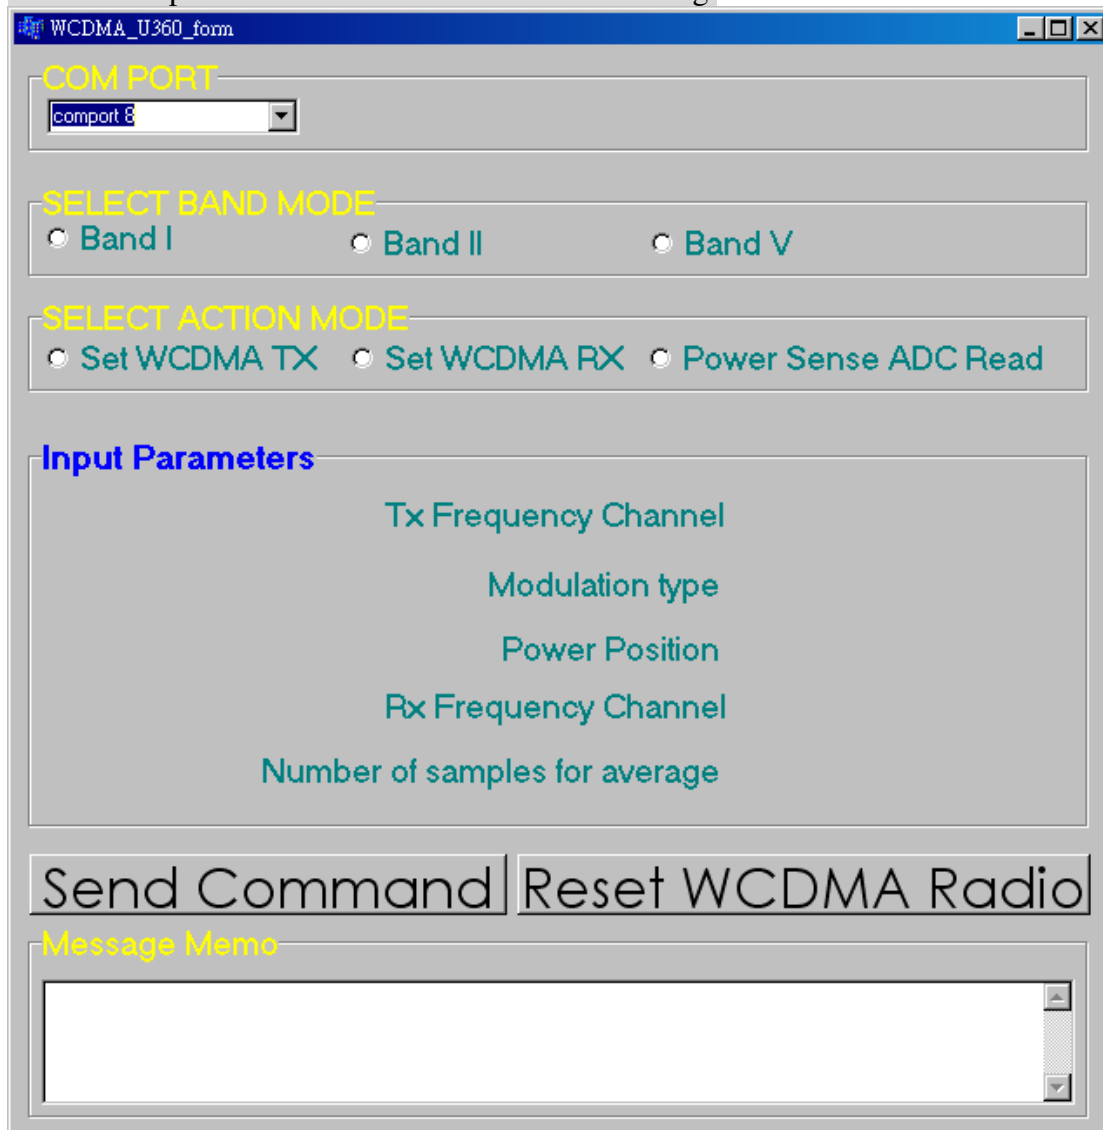 WCDMA_U360_form
COM PORT
comport 8
SELECT BAND MODE
Band I Band II Band V
SELECT ACTION MODE
Set WCDMA TX Set WCDMA RX Power Sense ADC Read
Input Parameters
Tx Frequency Channel
Modulation type
Power Position
Rx Frequency Channel
Number of samples for average
Send Command Reset WCDMA Radio
Message Memo